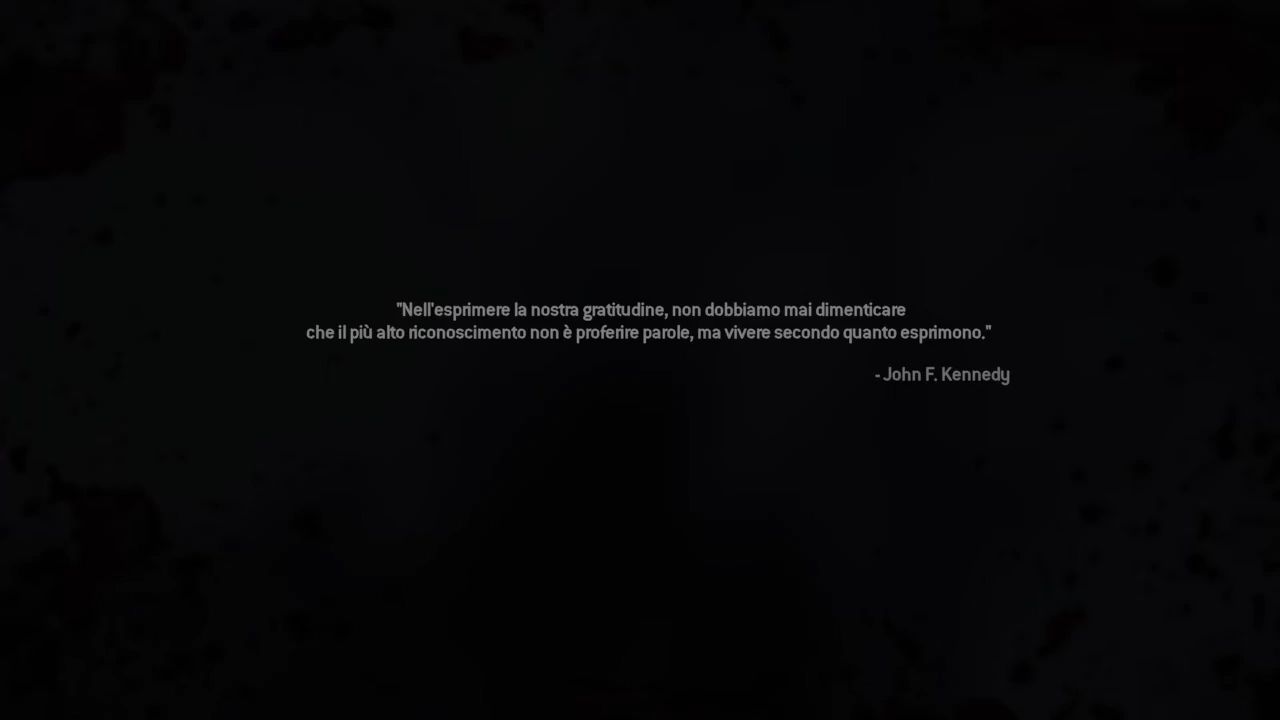 "Nell'esprimere la nostra gratitudine, non dobbiamo mai dimenticare
che il più alto riconoscimento non è proferire parole, ma vivere secondo quanto esprimono."
- John F. Kennedy